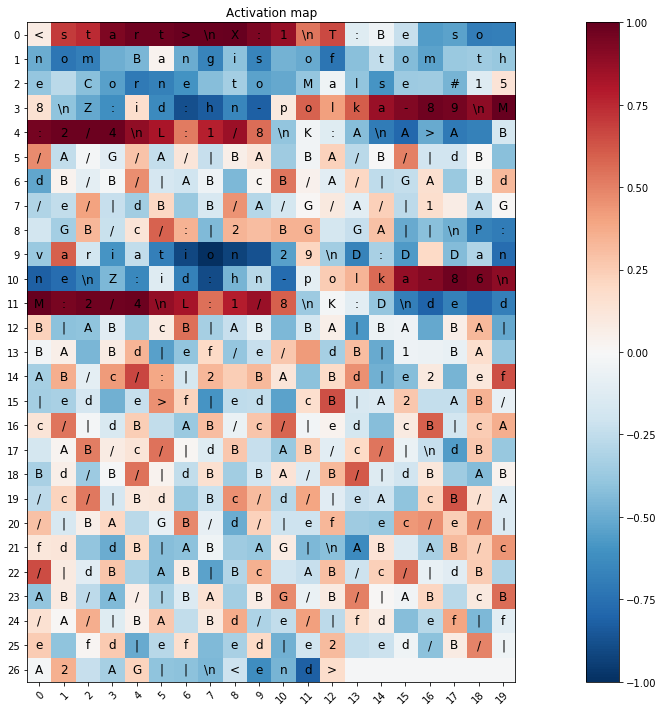 Activation map
0 < s t a r t > \n X : 1 \n T : B e s o
1 n o m B a n g i s o f t o m t h
2 e C o r n e t o M a l s e # 1 5
3 8 \n Z : i d : h n - p o l k a - 8 9 \n M
4 : 2 / 4 \n L : 1 / 8 \n K : A \n A > A B
5 / A / G / A / | B A B A / B / | d B
6 d B / B / | A B c B / A / | G A B d
7 / e / | d B B / A / G / A / | 1 A G
8 G B / c / : | 2 B G G A | | \n P :
9 v a r i a t i o n 2 9 \n D : D D a n
10 n e \n Z : i d : h n - p o l k a - 8 6 \n
11 M : 2 / 4 \n L : 1 / 8 \n K : D \n d e d
12 B | A B c B | A B B A | B A B A |
13 B A B d | e f / e / d B | 1 B A
14 A B / c / : | 2 B A B d | e 2 e f
15 | e d e > f | e d c B | A 2 A B /
16 c / | d B A B / c / | e d c B | c A
17 A B / c / | d B A B / c / | \n d B
18 B d / B / | d B B A / B / | d B A B
19 / c / | B d B c / d / | e A c B / A
20 / | B A G B / d / | e f e c / e / |
21 f d d B | A B A G | \n A B A B / c
22 / | d B A B | B c A B / c / | d B
23 A B / A / | B A B G / B / | A B c B
24 / A / | B A B d / e / | f d e f | f
25 e f d | e f e d | e 2 e d / B / |
26 A 2 A G | | \n < e n d >
0 1 2 3 4 5 6 7 8 9 10 11 12 13 14 15 16 17 18 19
1.00
0.75
0.50
0.25
0.00
−0.25
−0.50
−0.75
−1.00